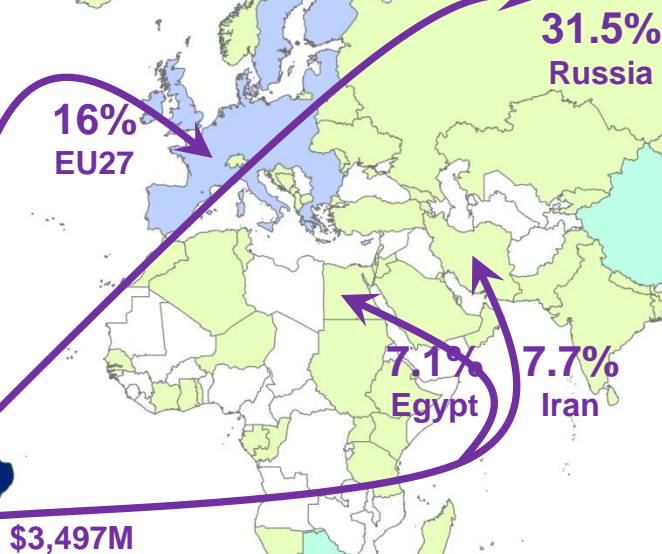 31.5%
Russia
16%
EU27
7.1%
Egypt
7.7%
Iran
$3,497M